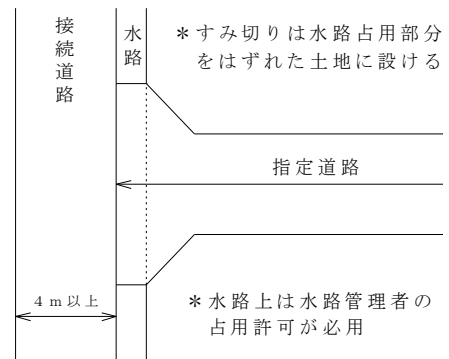 接続道路
水路
＊すみ切りは水路占用部分
をはずれた土地に設ける
指定道路
4m以上
＊水路上は水路管理者の
占用許可が必用